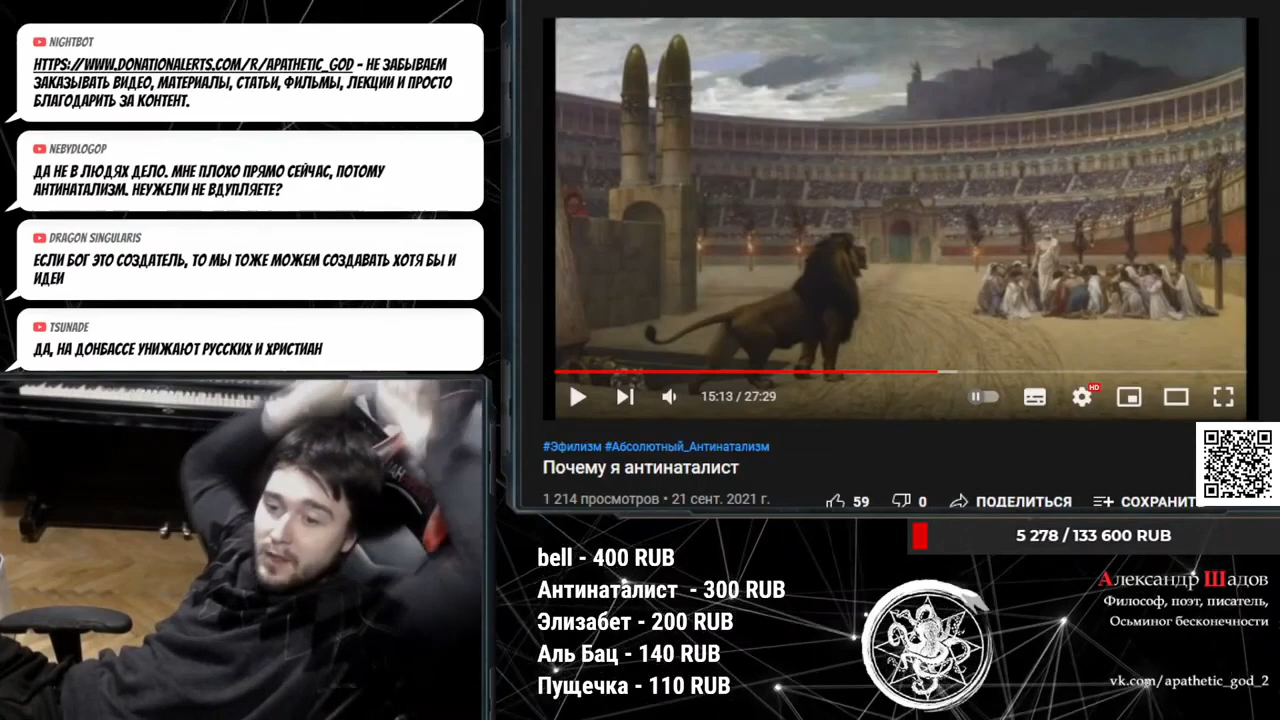 NIGHTBOT
HTTPS://WWW.DONATIONALERTS.COM/R/APATHETIC_GOD – НЕ ЗАБЫВАЕМ
ЗАКАЗЫВАТЬ ВИДЕО, МАТЕРИАЛЫ, СТАТЬИ, ФИЛЬМЫ, ЛЕКЦИИ И ПРОСТО
БЛАГОДАРИТЬ ЗА КОНТЕНТ.
NEBYDLOGOP
ДА НЕ В ЛЮДЯХ ДЕЛО. МНЕ ПЛОХО ПРЯМО СЕЙЧАС, ПОТОМУ
АНТИНАТАЛИЗМ. НЕУЖЕЛИ НЕ ВДУПЛЯЕТЕ?
DRAGON SINGULARIS
ЕСЛИ БОГ ЭТО СОЗДАТЕЛЬ, ТО МЫ ТОЖЕ МОЖЕМ СОЗДАВАТЬ ХОТЯ БЫ И
ИДЕИ
TSUNADE
ДА, НА ДОНБАССЕ УНИЖАЮТ РУССКИХ И ХРИСТИАН
15:13 / 27:29
HD
#Эфилизм #Абсолютный_Антинатализм
Почему я антинаталист
1 214 просмотров • 21 сент. 2021 г.
59
0
ПОДЕЛИТЬСЯ
СОХРАНИТЬ
5 278 / 133 600 RUB
bell - 400 RUB
Антинаталист - 300 RUB
Элизабет - 200 RUB
Аль Бац - 140 RUB
Пущечка - 110 RUB
Александр Шадов
Философ, поэт, писатель,
Осьминог бесконечности
vk.com/apathetic_god_2